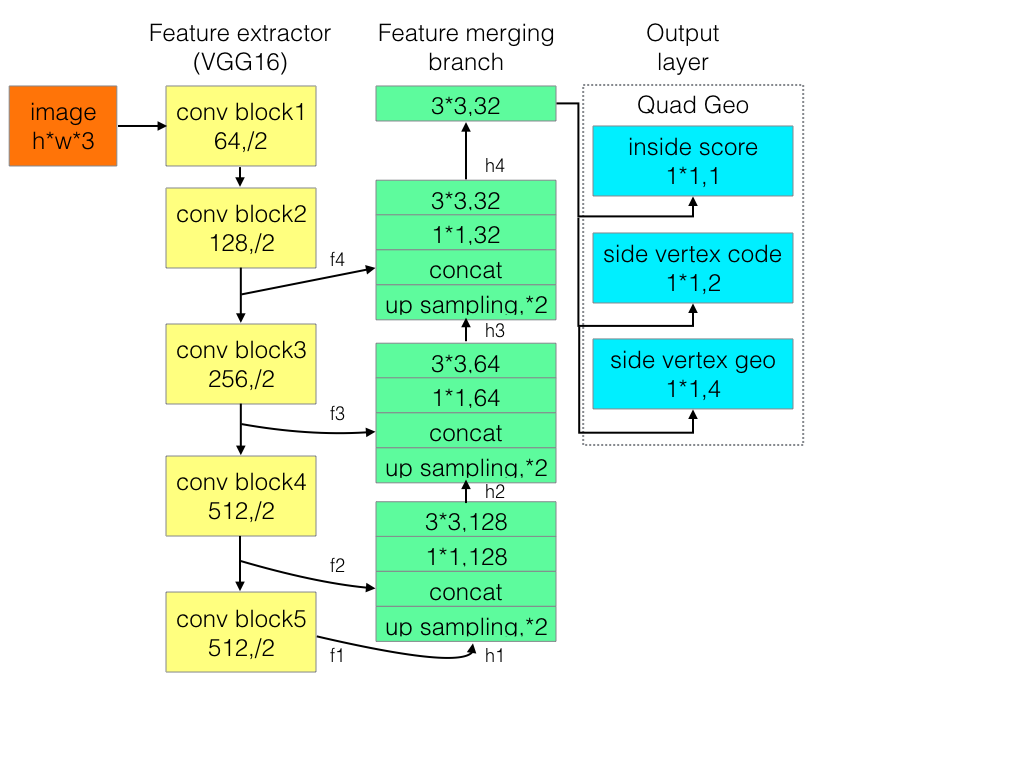 Feature extractor
(VGG16)
Feature merging
branch
Output
layer
image
h*w*3
conv block1
64,/2
conv block2
128,/2
conv block3
256,/2
conv block4
512,/2
conv block5
512,/2
f4
f3
f2
f1
3*3,32
h4
3*3,32
1*1,32
concat
up sampling,*2
h3
3*3,64
1*1,64
concat
up sampling,*2
h2
3*3,128
1*1,128
concat
up sampling,*2
h1
Quad Geo
inside score
1*1,1
side vertex code
1*1,2
side vertex geo
1*1,4